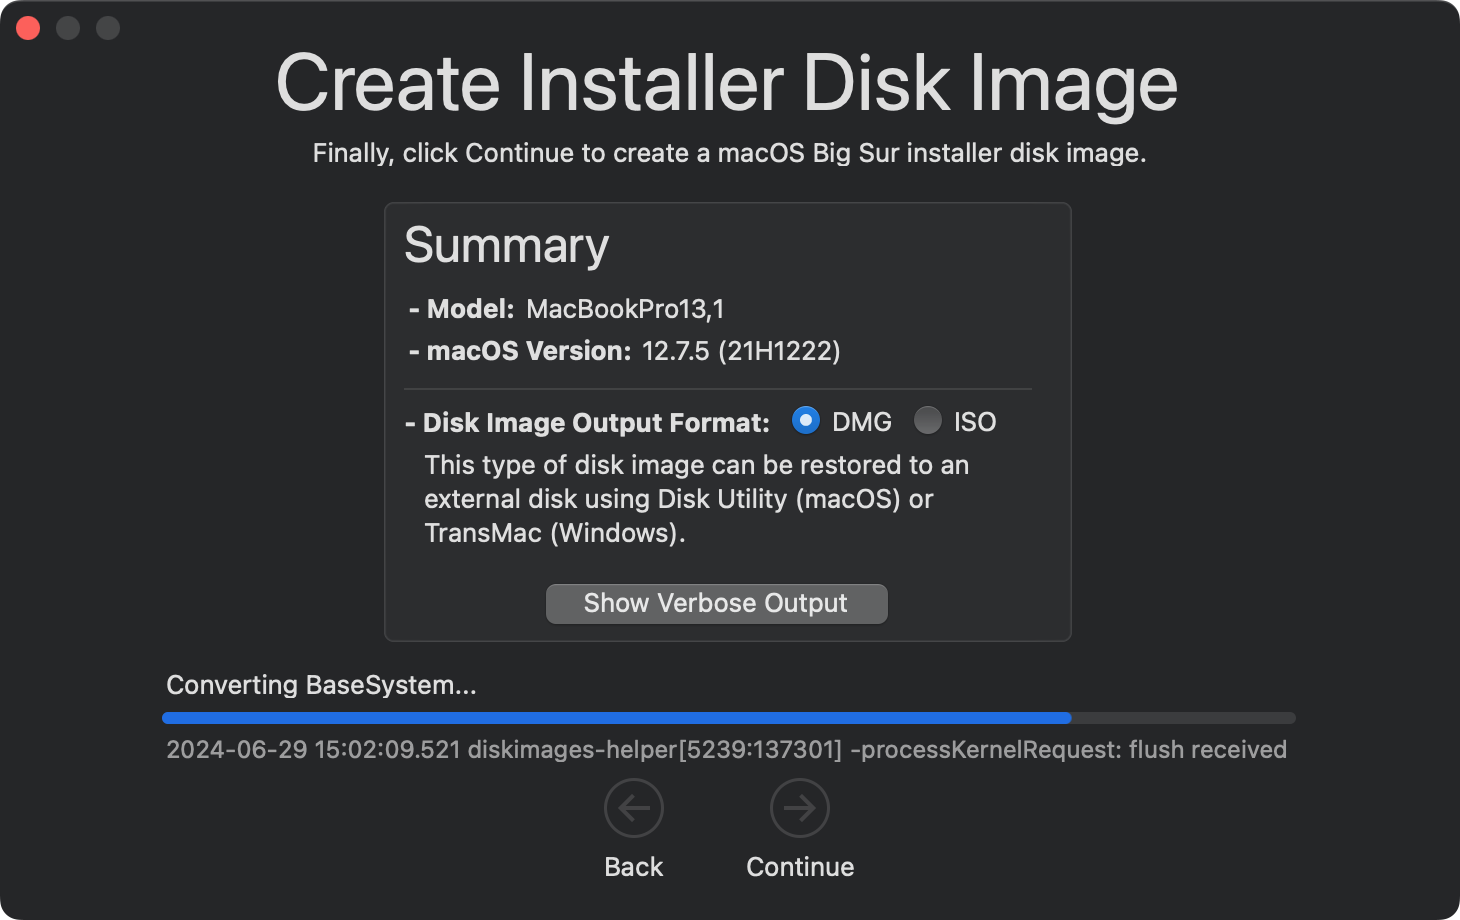 Create Installer Disk Image
Finally, click Continue to create a macOS Big Sur installer disk image.
Summary
- Model: MacBookPro13,1
- macOS Version: 12.7.5 (21H1222)
- Disk Image Output Format: DMG ISO
This type of disk image can be restored to an
external disk using Disk Utility (macOS) or
TransMac (Windows).
Show Verbose Output
Converting BaseSystem...
2024-06-29 15:02:09.521 diskimages-helper[5239:137301] -processKernelRequest: flush received
Back Continue